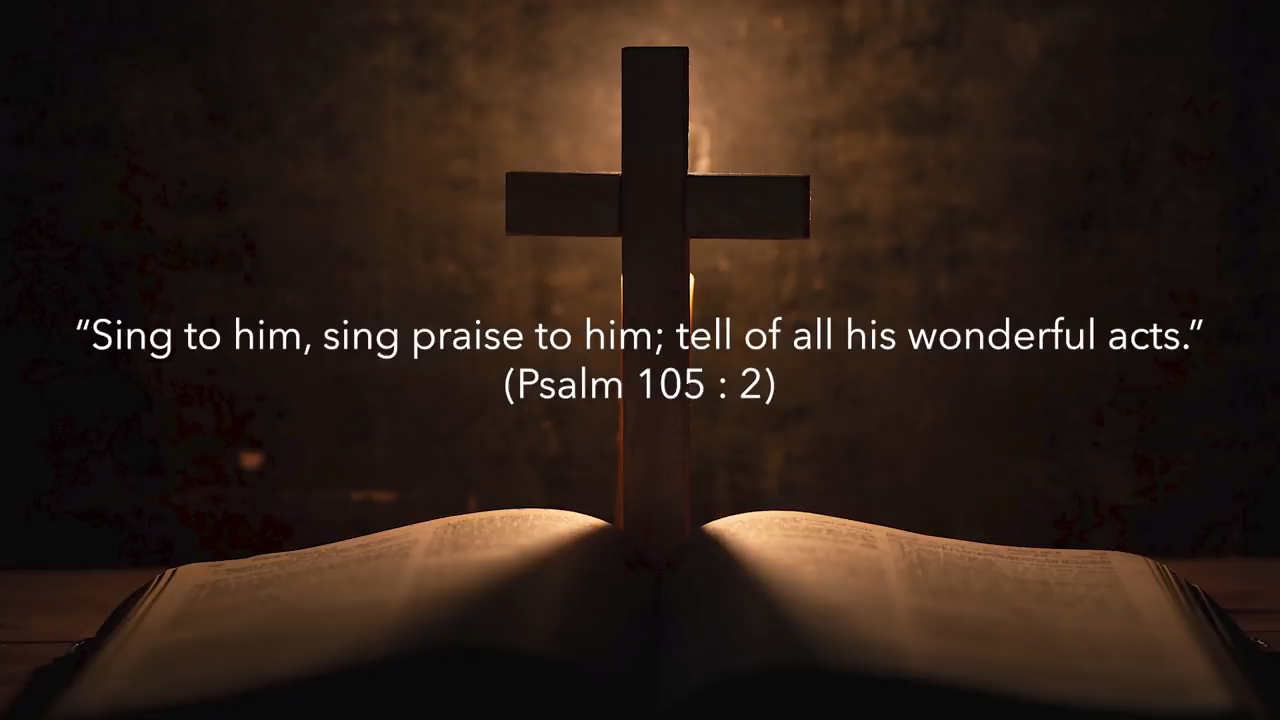 “Sing to him, sing praise to him; tell of all his wonderful acts.”
(Psalm 105 : 2)